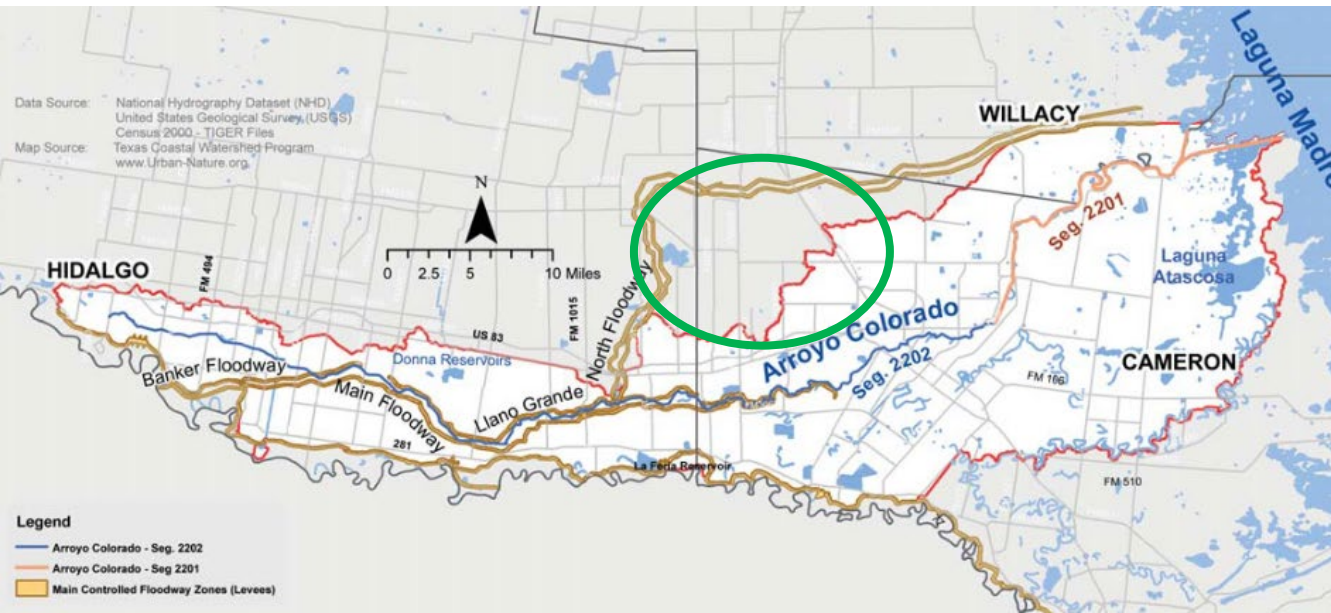 Laguna Madre
Data Source: National Hydrography Dataset (NHD)
United States Geological Survey (USGS)
Census 2000 - TIGER Files
Map Source: Texas Coastal Watershed Program
www.Urban-Nature.org
WILLACY
N
0 2.5 5 10 Miles
Seg. 2201
Laguna
Atascosa
HIDALGO
FM 494
FM 1015
North Floodway
US 83
Arroyo Colorado
Donna Reservoirs
Banker Floodway
Main Floodway
Llano Grande
Seg. 2202
CAMERON
281
La Feria Reservoir
FM 510
Legend
Arroyo Colorado - Seg. 2202
Arroyo Colorado - Seg 2201
Main Controlled Floodway Zones (Levees)